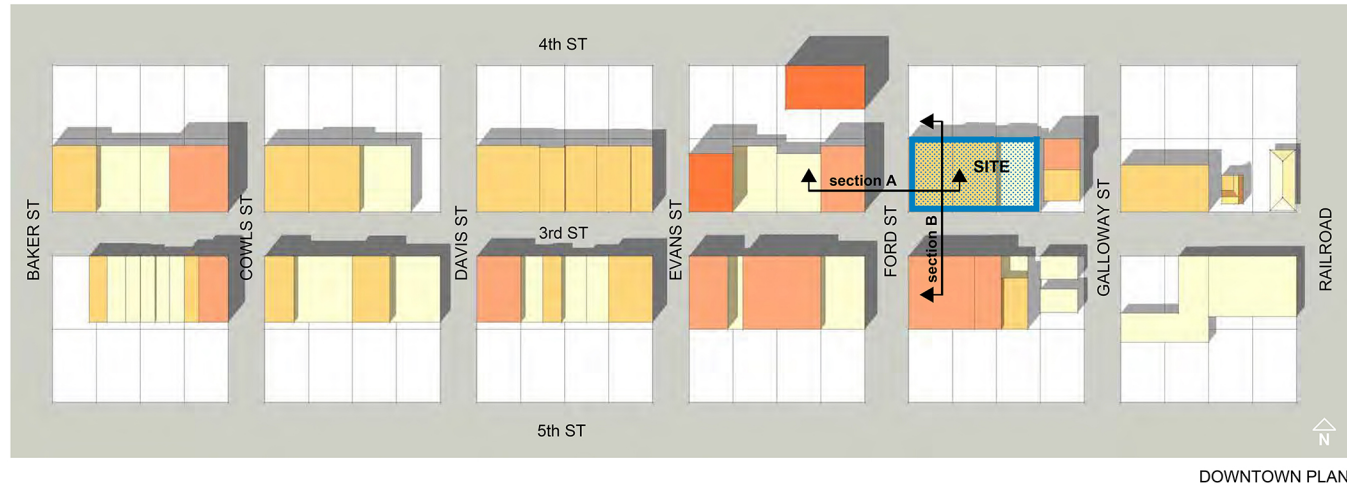 4th ST
SITE
section A
BAKER ST
COWLS ST
DAVIS ST
EVANS ST
FORD ST
section B
GALLOWAY ST
RAILROAD
3rd ST
5th ST
N
DOWNTOWN PLAN